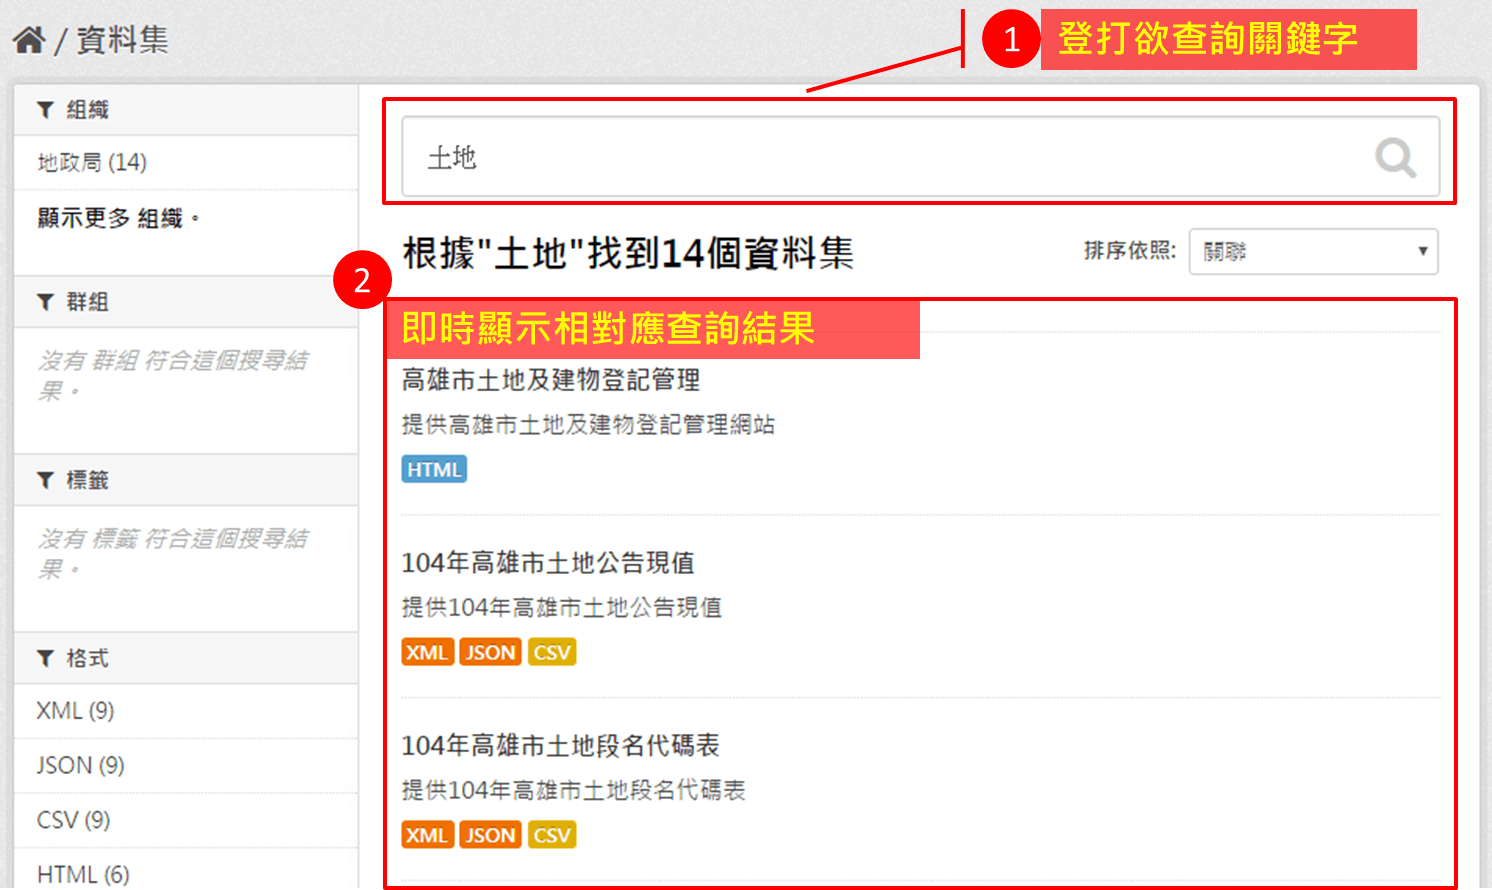 / 資料集
1 登打欲查詢關鍵字
組織
地政局 (14)
顯示更多 組織。
群組
沒有 群組 符合這個搜尋結
果。
標籤
沒有 標籤 符合這個搜尋結
果。
格式
XML (9)
JSON (9)
CSV (9)
HTML (6)
土地
根據"土地"找到14個資料集
排序依照: 關聯
2 即時顯示相對應查詢結果
高雄市土地及建物登記管理
提供高雄市土地及建物登記管理網站
HTML
104年高雄市土地公告現值
提供104年高雄市土地公告現值
XML JSON CSV
104年高雄市土地段名代碼表
提供104年高雄市土地段名代碼表
XML JSON CSV